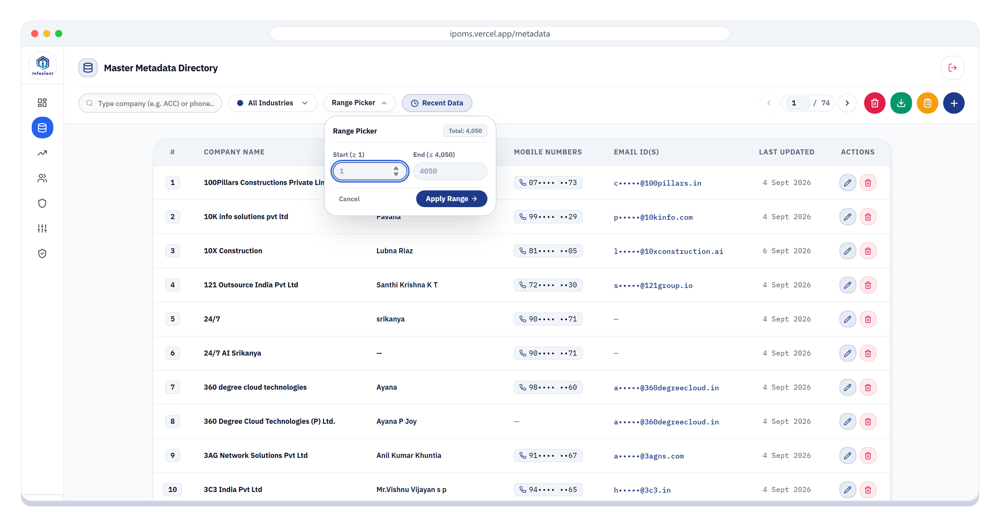 ipoms.vercel.app/metadata
Infoziant
Master Metadata Directory
Type company (e.g. ACC) or phone..
All Industries
Range Picker
Recent Data
1 / 74
Range Picker
Total: 4,050
Start (≥ 1)
End (≤ 4,050)
1
4050
Cancel
Apply Range →
# COMPANY NAME MOBILE NUMBERS EMAIL ID(S) LAST UPDATED ACTIONS
1 100Pillars Constructions Private Lin 07•••• ••73 c•••••@100pillars.in 4 Sept 2026
2 10K info solutions pvt ltd Pavana 99•••• ••29 p•••••@10kinfo.com 4 Sept 2026
3 10X Construction Lubna Riaz 81•••• ••05 l•••••@10xconstruction.ai 6 Sept 2026
4 121 Outsource India Pvt Ltd Santhi Krishna K T 72•••• ••30 s•••••@121group.io 4 Sept 2026
5 24/7 srikanya 90•••• ••71 — 4 Sept 2026
6 24/7 AI Srikanya — 90•••• ••71 — 4 Sept 2026
7 360 degree cloud technologies Ayana 98•••• ••60 a•••••@360degreecloud.in 4 Sept 2026
8 360 Degree Cloud Technologies (P) Ltd. Ayana P Joy — a•••••@360degreecloud.in 4 Sept 2026
9 3AG Network Solutions Pvt Ltd Anil Kumar Khuntia 91•••• ••67 a•••••@3agns.com 4 Sept 2026
10 3C3 India Pvt Ltd Mr.Vishnu Vijayan s p 94•••• ••65 h•••••@3c3.in 4 Sept 2026